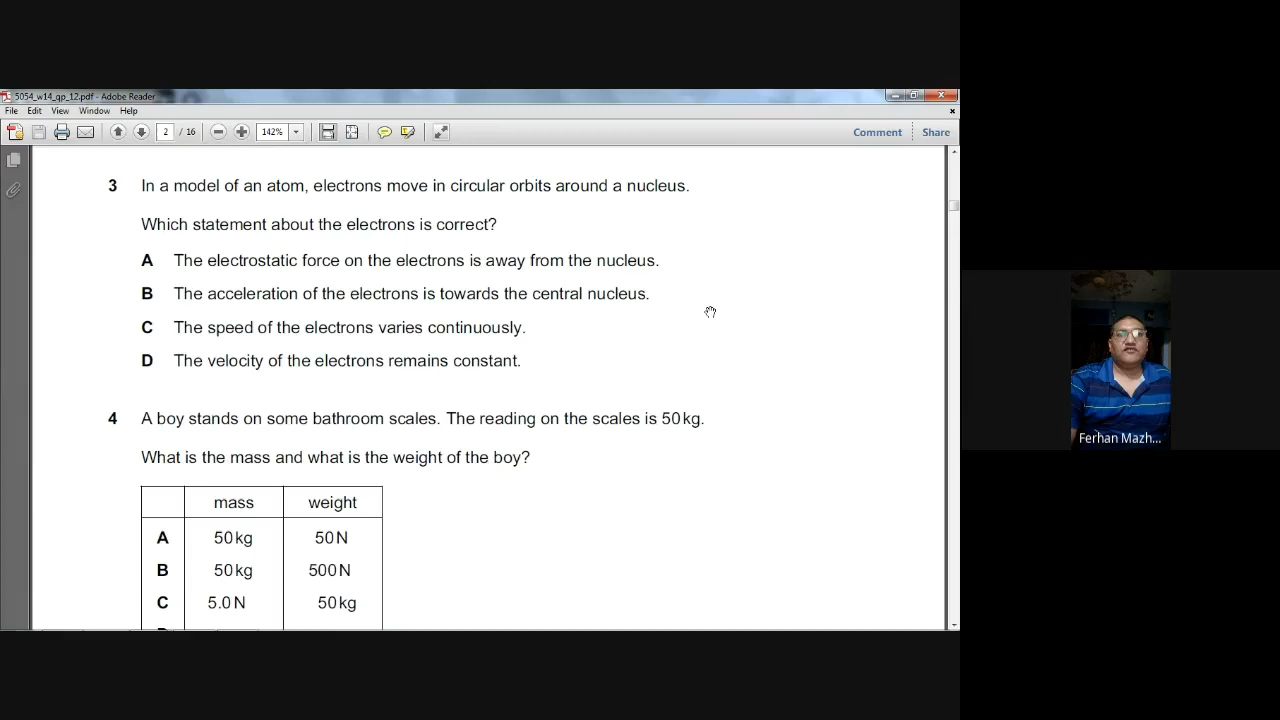 5054_w14_qp_12.pdf - Adobe Reader
File Edit View Window Help
2 / 16 142% Comment Share
3 In a model of an atom, electrons move in circular orbits around a nucleus.
Which statement about the electrons is correct?
A The electrostatic force on the electrons is away from the nucleus.
B The acceleration of the electrons is towards the central nucleus.
C The speed of the electrons varies continuously.
D The velocity of the electrons remains constant.
4 A boy stands on some bathroom scales. The reading on the scales is 50 kg.
What is the mass and what is the weight of the boy?
mass weight
A 50 kg 50 N
B 50 kg 500 N
C 5.0 N 50 kg
Ferhan Mazh...